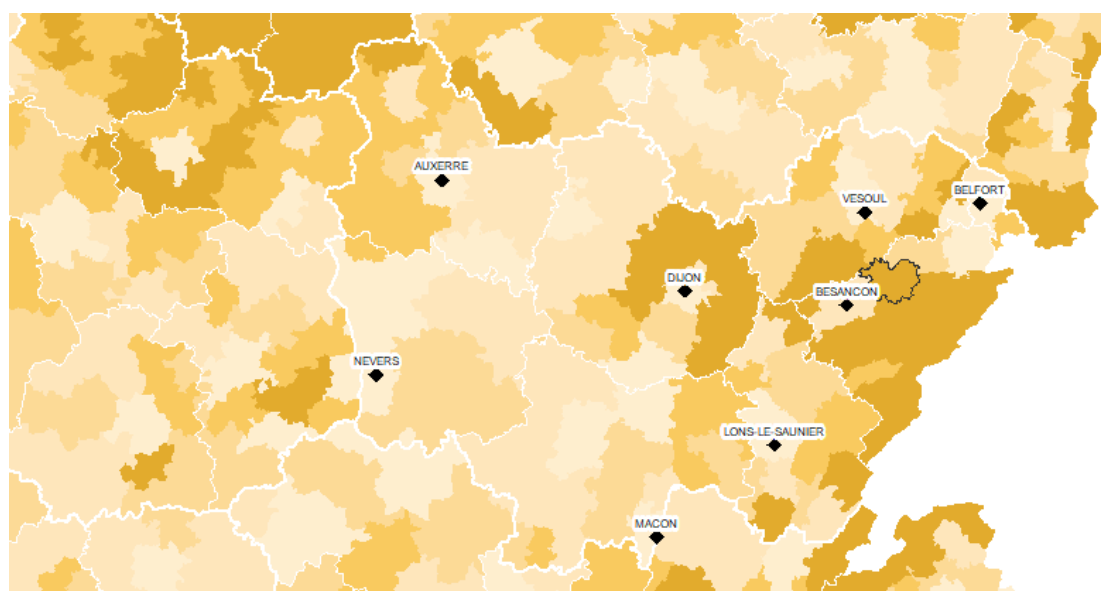 AUXERRE
VESOUL
BELFORT
DIJON
BESANCON
NEVERS
LONS-LE-SAUNIER
MACON